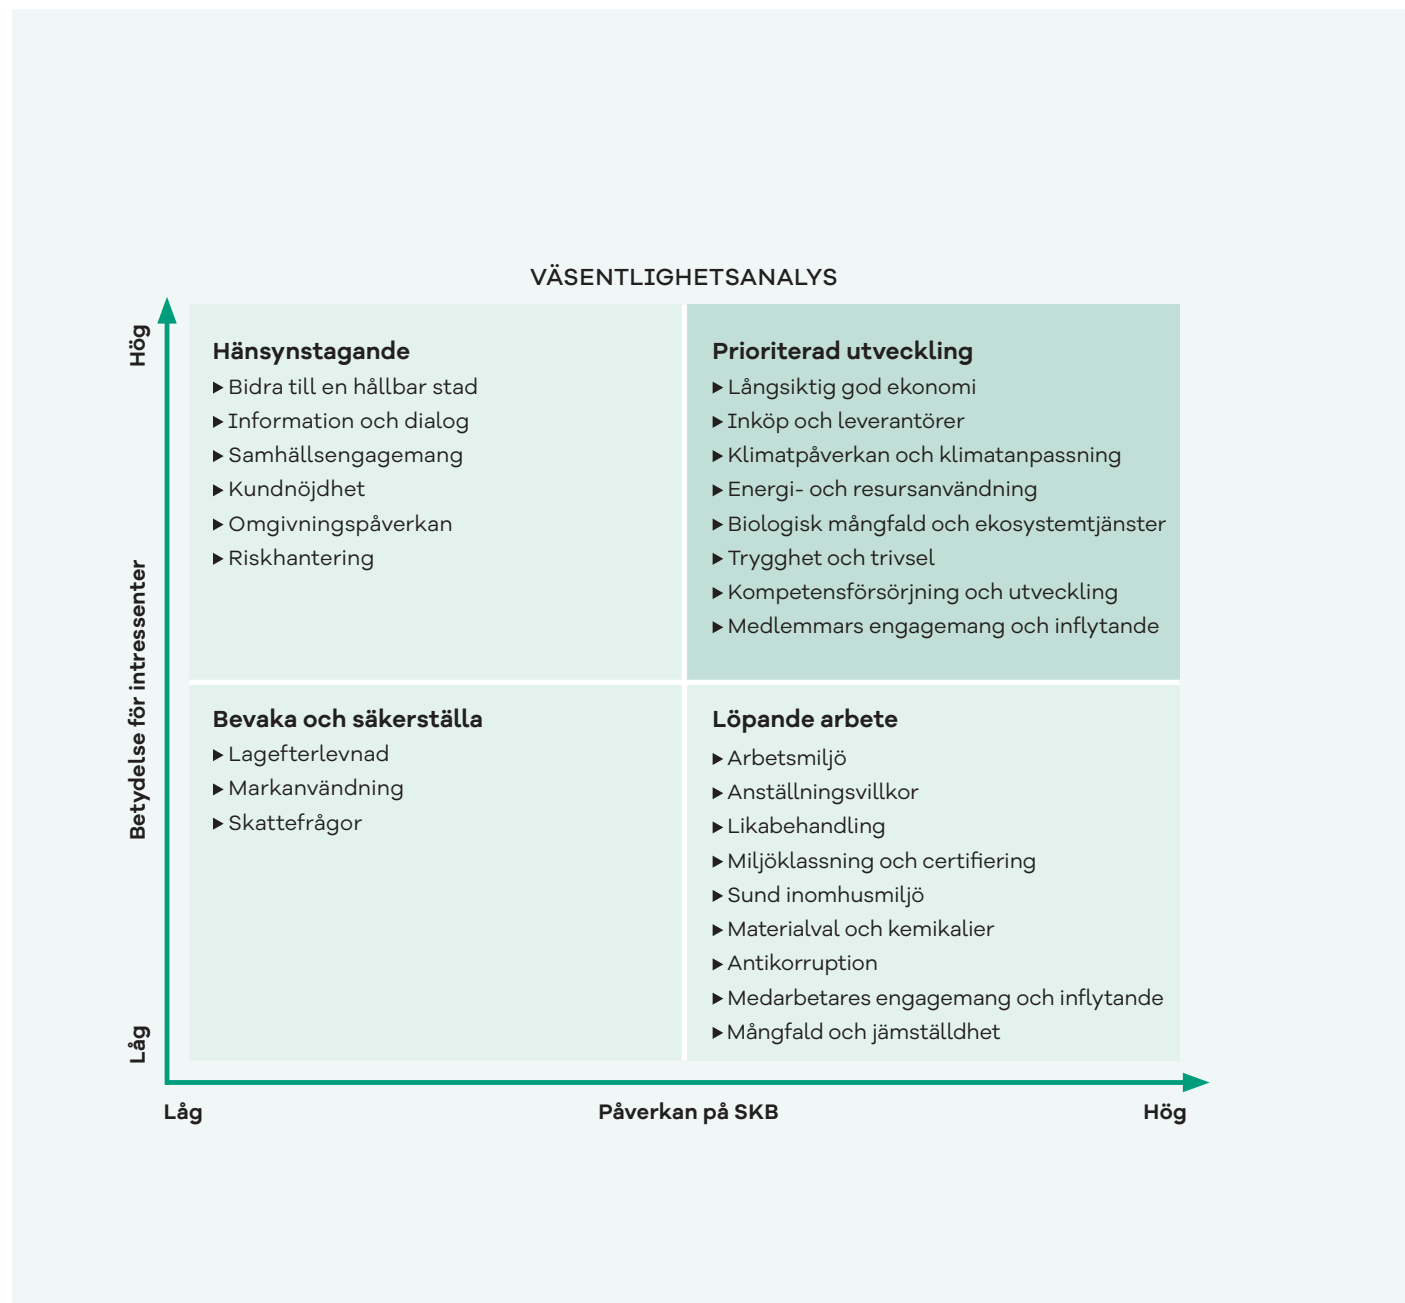 VÄSENTLIGHETSANALYS
Hög
Betydelse för intressenter
Låg
Hänsynstagande
▶ Bidra till en hållbar stad
▶ Information och dialog
▶ Samhällsengagemang
▶ Kundnöjdhet
▶ Omgivningspåverkan
▶ Riskhantering
Prioriterad utveckling
▶ Långsiktig god ekonomi
▶ Inköp och leverantörer
▶ Klimatpåverkan och klimatanpassning
▶ Energi- och resursanvändning
▶ Biologisk mångfald och ekosystemtjänster
▶ Trygghet och trivsel
▶ Kompetensförsörjning och utveckling
▶ Medlemmars engagemang och inflytande
Bevaka och säkerställa
▶ Lagefterlevnad
▶ Markanvändning
▶ Skattefrågor
Löpande arbete
▶ Arbetsmiljö
▶ Anställningsvillkor
▶ Likabehandling
▶ Miljöklassning och certifiering
▶ Sund inomhusmiljö
▶ Materialval och kemikalier
▶ Antikorruption
▶ Medarbetares engagemang och inflytande
▶ Mångfald och jämställdhet
Låg
Påverkan på SKB
Hög